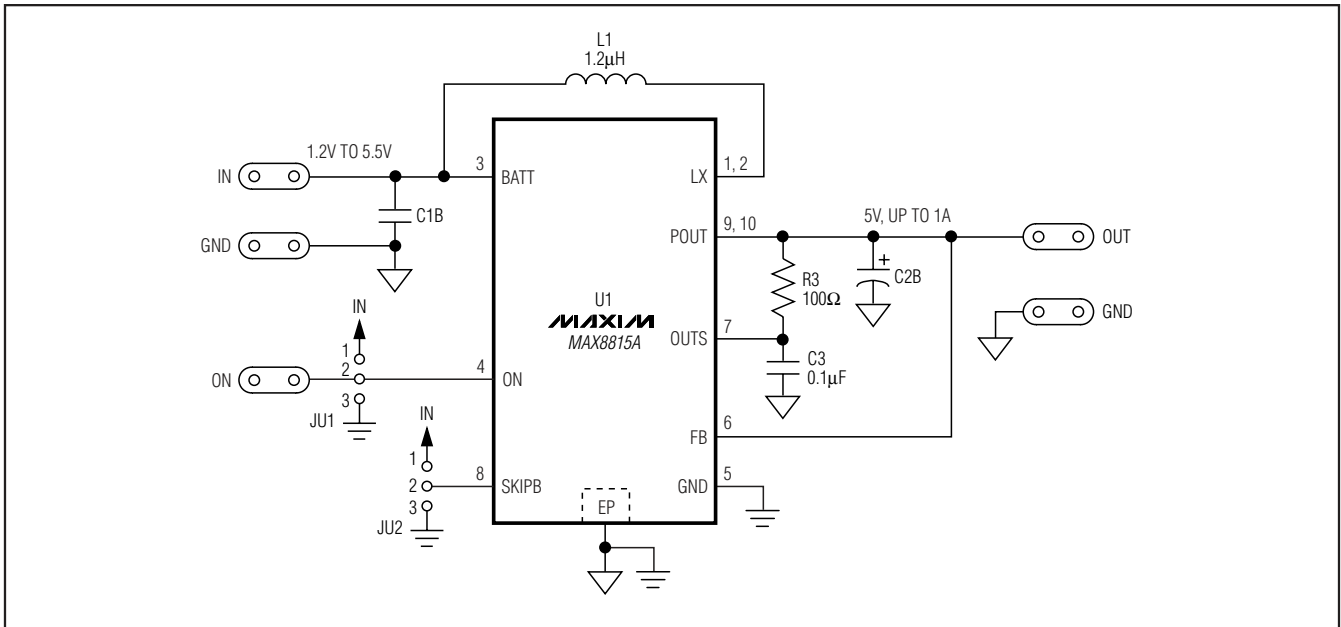 L1
1.2μH
1.2V TO 5.5V
IN
3
BATT
1, 2
LX
C1B
GND
9, 10
POUT
5V, UP TO 1A
OUT
R3
100Ω
+
C2B
GND
U1
MAXIM
MAX8815A
7
OUTS
C3
0.1μF
IN
1
2
3
ON
JU1
4
ON
6
FB
IN
1
2
3
JU2
8
SKIPB
5
GND
EP